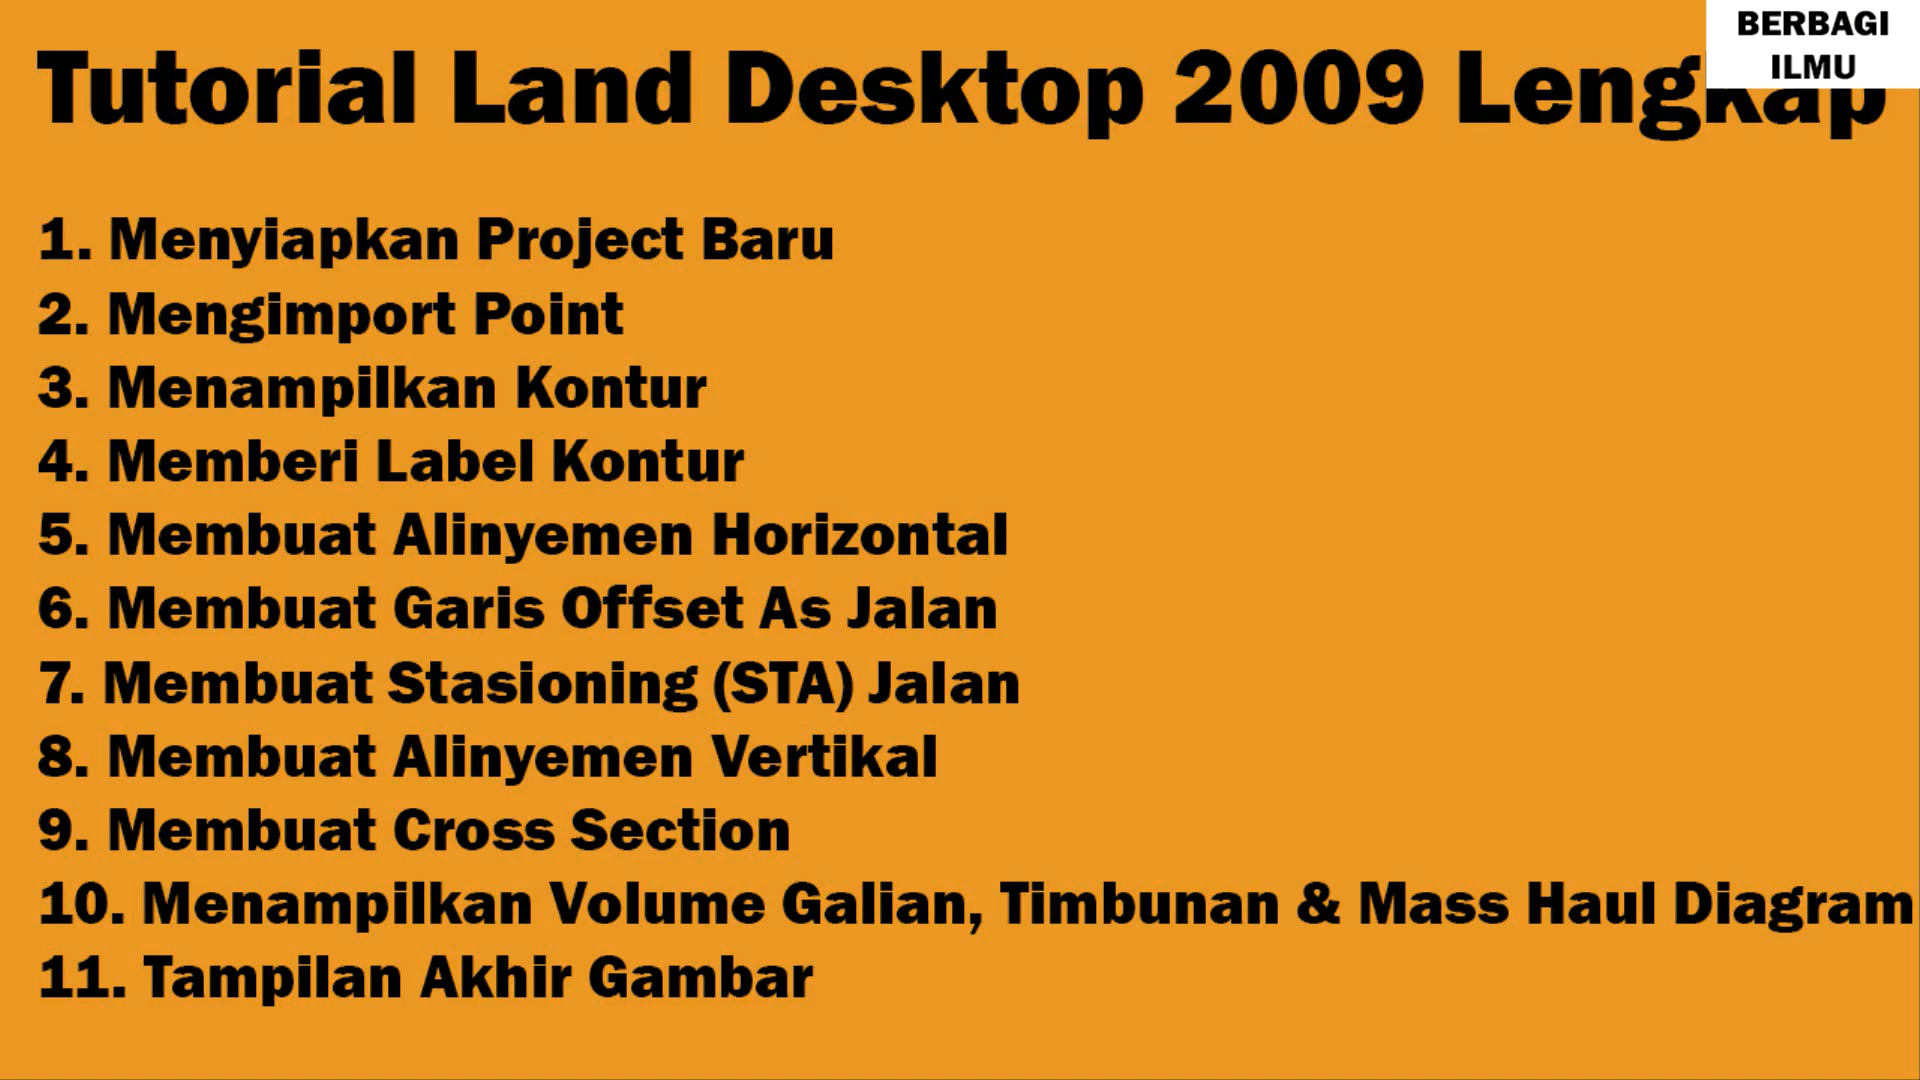 BERBAGI
ILMU
Tutorial Land Desktop 2009 Lengkap
1. Menyiapkan Project Baru
2. Mengimport Point
3. Menampilkan Kontur
4. Memberi Label Kontur
5. Membuat Alinyemen Horizontal
6. Membuat Garis Offset As Jalan
7. Membuat Stasioning (STA) Jalan
8. Membuat Alinyemen Vertikal
9. Membuat Cross Section
10. Menampilkan Volume Galian, Timbunan & Mass Haul Diagram
11. Tampilan Akhir Gambar